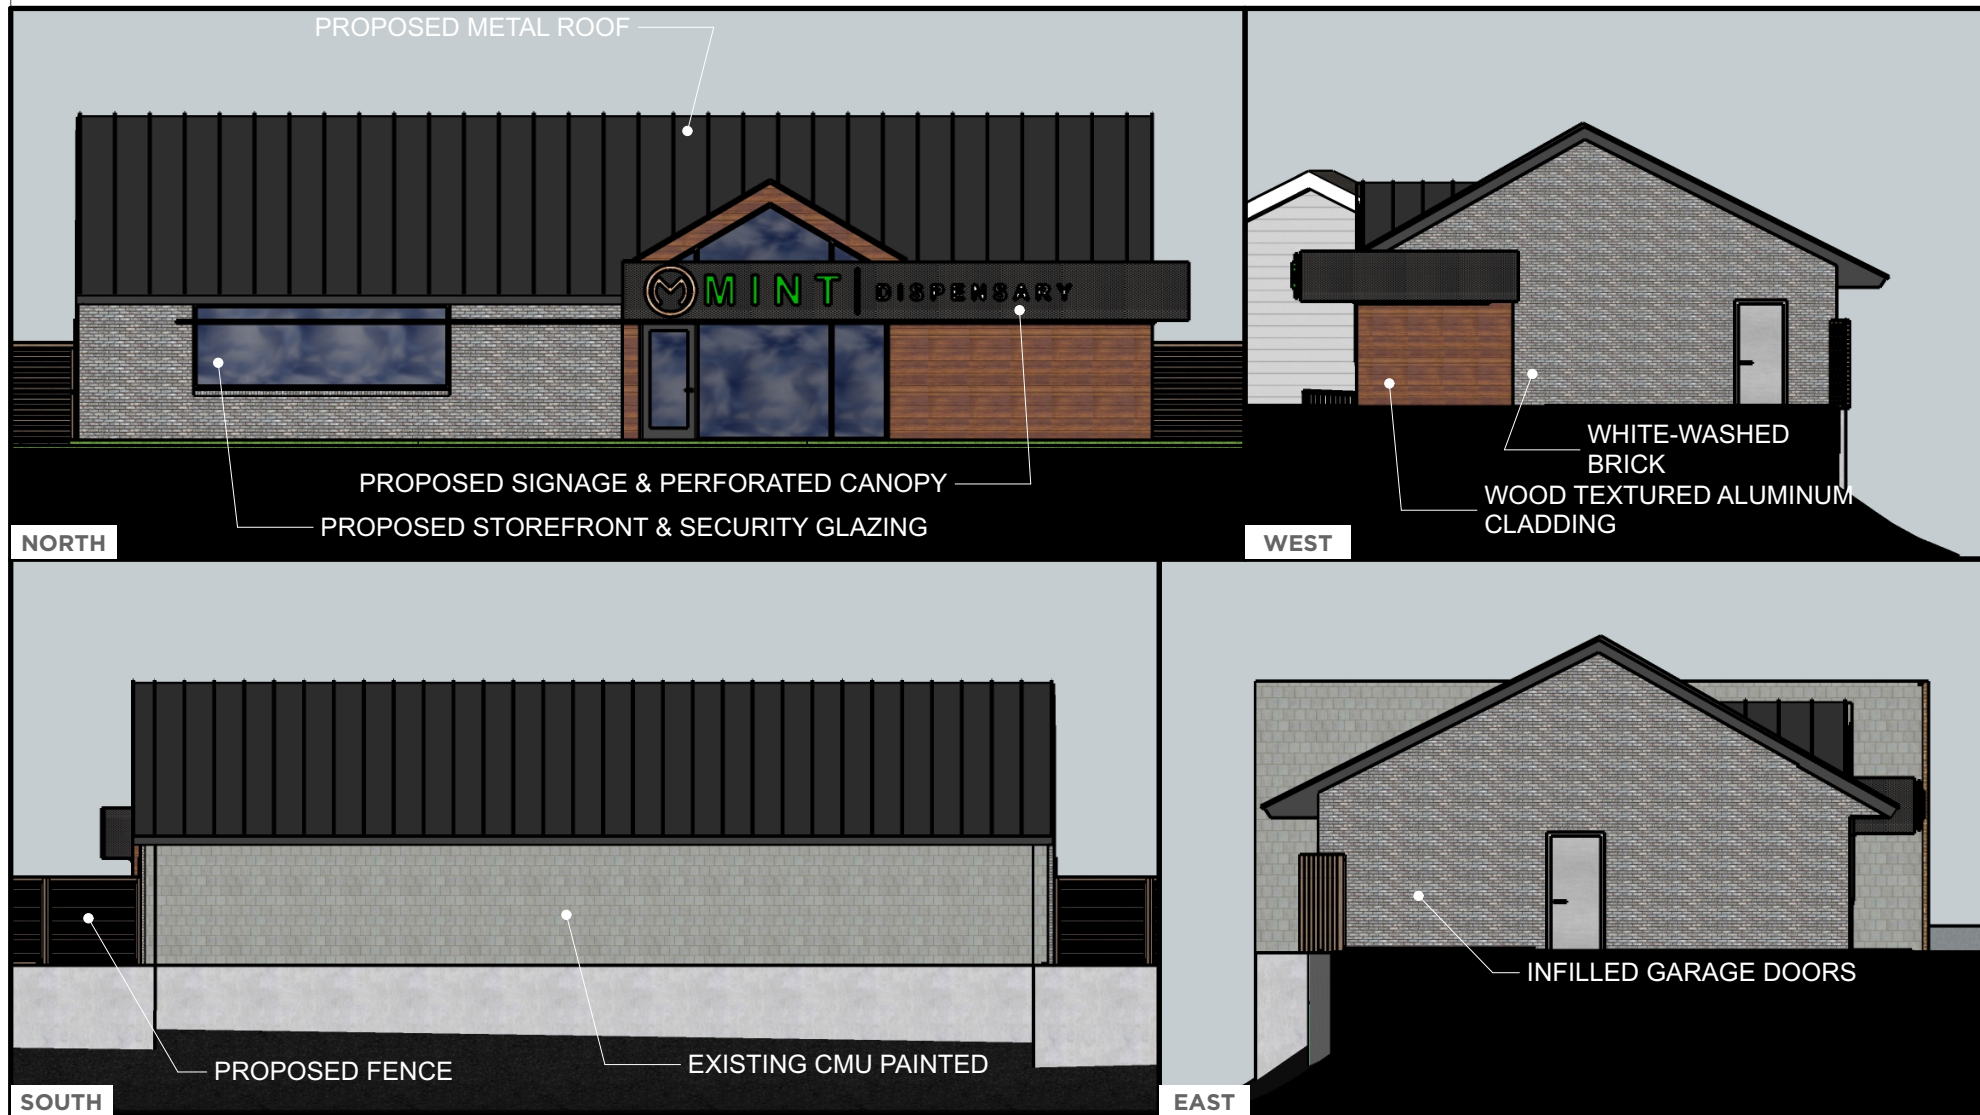 PROPOSED METAL ROOF
MINT DISPENSARY
PROPOSED SIGNAGE & PERFORATED CANOPY
PROPOSED STOREFRONT & SECURITY GLAZING
NORTH
WHITE-WASHED
BRICK
WOOD TEXTURED ALUMINUM
CLADDING
WEST
PROPOSED FENCE
EXISTING CMU PAINTED
SOUTH
INFILLED GARAGE DOORS
EAST